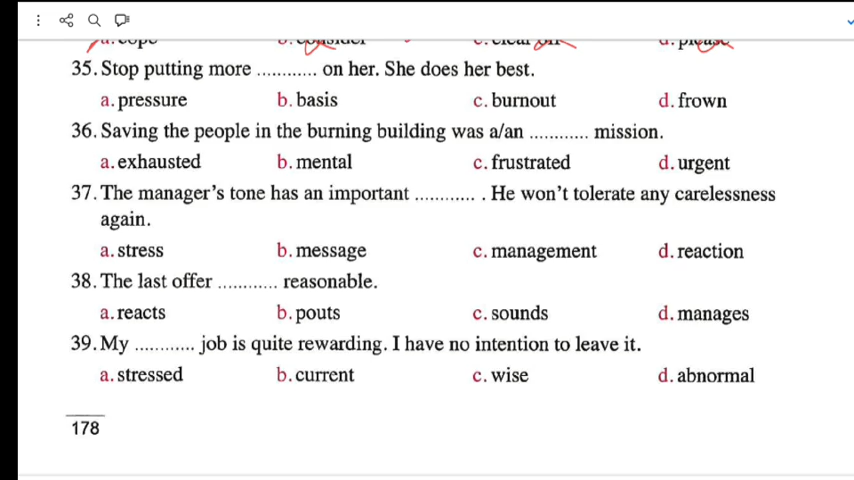 35. Stop putting more ............ on her. She does her best.
a. pressure b. basis c. burnout d. frown
36. Saving the people in the burning building was a/an ............ mission.
a. exhausted b. mental c. frustrated d. urgent
37. The manager's tone has an important ............ . He won't tolerate any carelessness
again.
a. stress b. message c. management d. reaction
38. The last offer ............ reasonable.
a. reacts b. pouts c. sounds d. manages
39. My ............ job is quite rewarding. I have no intention to leave it.
a. stressed b. current c. wise d. abnormal
178